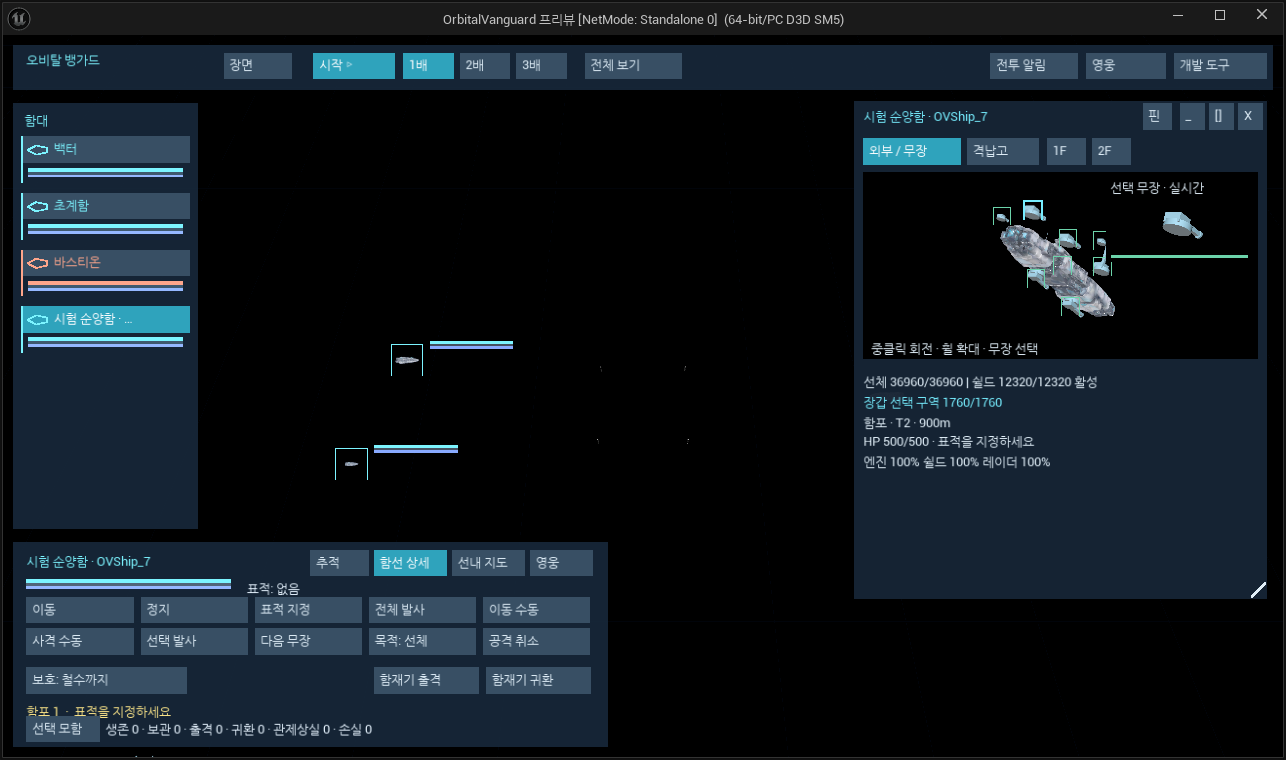 OrbitalVanguard 프리뷰 [NetMode: Standalone 0] (64-bit/PC D3D SM5)
오비탈 뱅가드
장면
시작
1배
2배
3배
전체 보기
전투 알림
영웅
개발 도구
함대
백터
초계함
바스티온
시험 순양함 · ...
시험 순양함 · OVShip_7
핀
_
[]
X
외부 / 무장
격납고
1F
2F
선택 무장 · 실시간
중클릭 회전 · 휠 확대 · 무장 선택
선체 36960/36960 | 쉴드 12320/12320 활성
장갑 선택 구역 1760/1760
함포 · T2 · 900m
HP 500/500 · 표적을 지정하세요
엔진 100% 쉴드 100% 레이더 100%
시험 순양함 · OVShip_7
추적
함선 상세
선내 지도
영웅
표적: 없음
이동
정지
표적 지정
전체 발사
이동 수동
사격 수동
선택 발사
다음 무장
목적: 선체
공격 취소
보호: 철수까지
함재기 출격
함재기 귀환
함포 1 · 표적을 지정하세요
선택 모함
생존 0 · 보관 0 · 출격 0 · 귀환 0 · 관제상실 0 · 손실 0